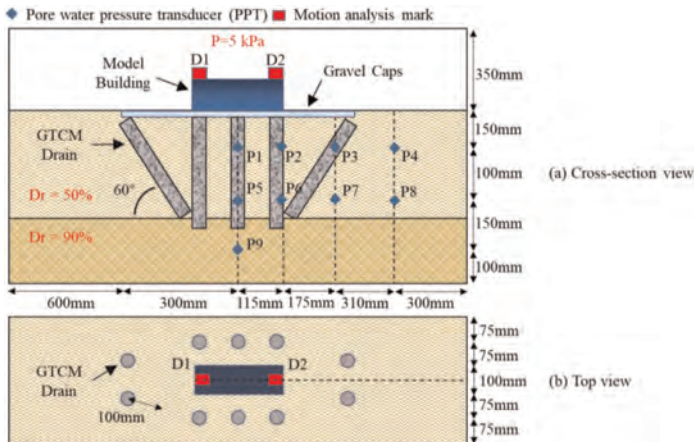 Pore water pressure transducer (PPT) Motion analysis mark
P=5 kPa
D1 D2
Model
Building
Gravel Caps
GTCM
Drain
60°
Dr = 50%
Dr = 90%
P1 P2 P3 P4
P5 P6 P7 P8
P9
350mm
150mm
100mm
150mm
100mm
(a) Cross-section view
600mm 300mm 115mm 175mm 310mm 300mm
GTCM
Drain
D1 D2
100mm
75mm
75mm
100mm
75mm
75mm
(b) Top view